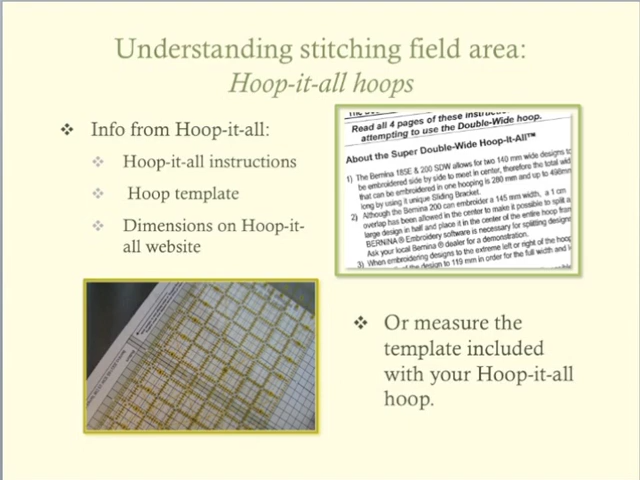 Understanding stitching field area:
Hoop-it-all hoops
❖ Info from Hoop-it-all:
❖ Hoop-it-all instructions
❖ Hoop template
❖ Dimensions on Hoop-it-
all website
Read all 4 pages of these
attempting to use the Double-Wide hoop.
About the Super Double-Wide Hoop-It-All™
1) The Bernina 185E & 200 SDW allows for two 140 mm wide designs to
be embroidered side by side to meet in center, therefore the total
that can be embroidered in one hooping is 280 mm and up to 498mm
long by using it unique Sliding Bracket.
2) Although the Bernina 200 can embroider a 145 mm width, a 1 cm
overlap has been allowed in the center to make it possible to split a
large design in half and place it in the center of the entire hoop
BERNINA® Embroidery software is necessary for splitting
Ask your local Bernina® dealer for a demonstration.
3) When embroidering designs to the extreme left or right of the
of the design to 119 mm in order for the full width and
❖ Or measure the
template included
with your Hoop-it-all
hoop.